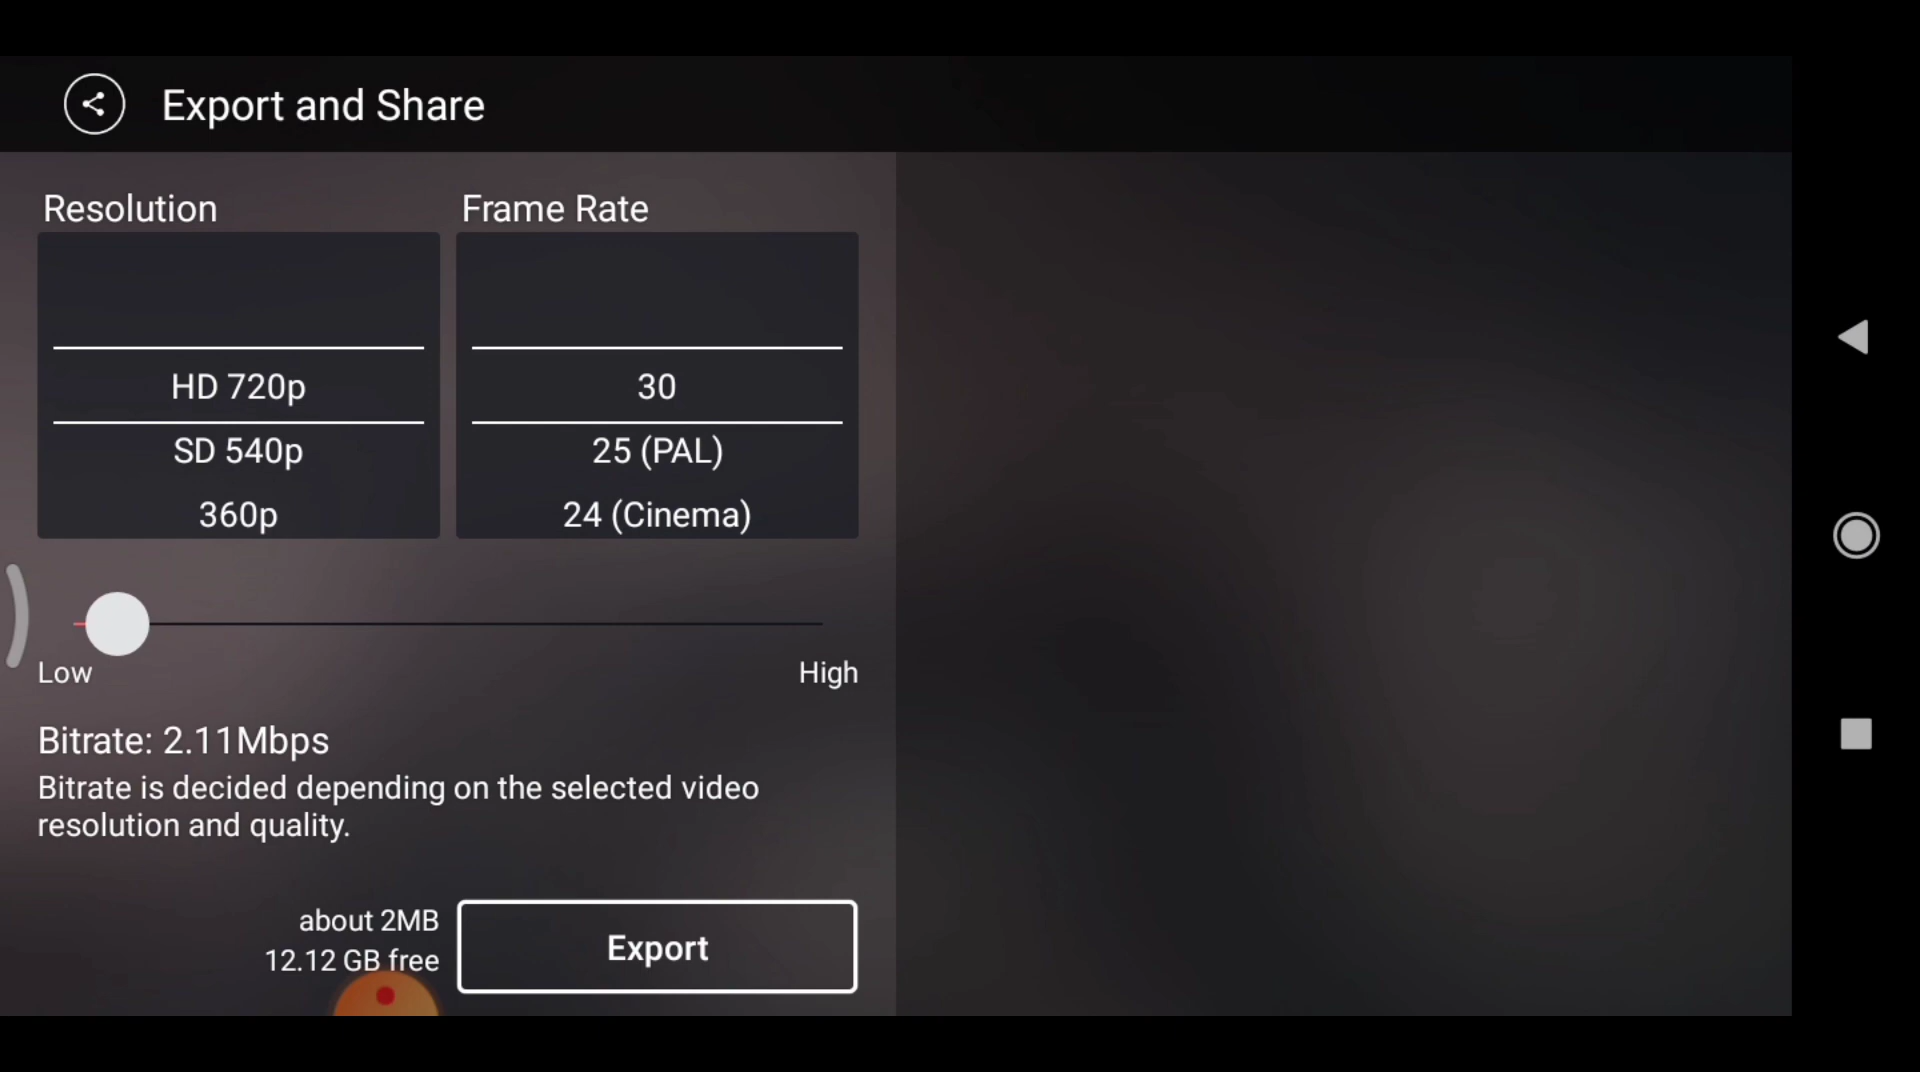 Export and Share
Resolution
Frame Rate
HD 720p
30
SD 540p
25 (PAL)
360p
24 (Cinema)
Low
High
Bitrate: 2.11Mbps
Bitrate is decided depending on the selected video
resolution and quality.
about 2MB
12.12 GB free
Export